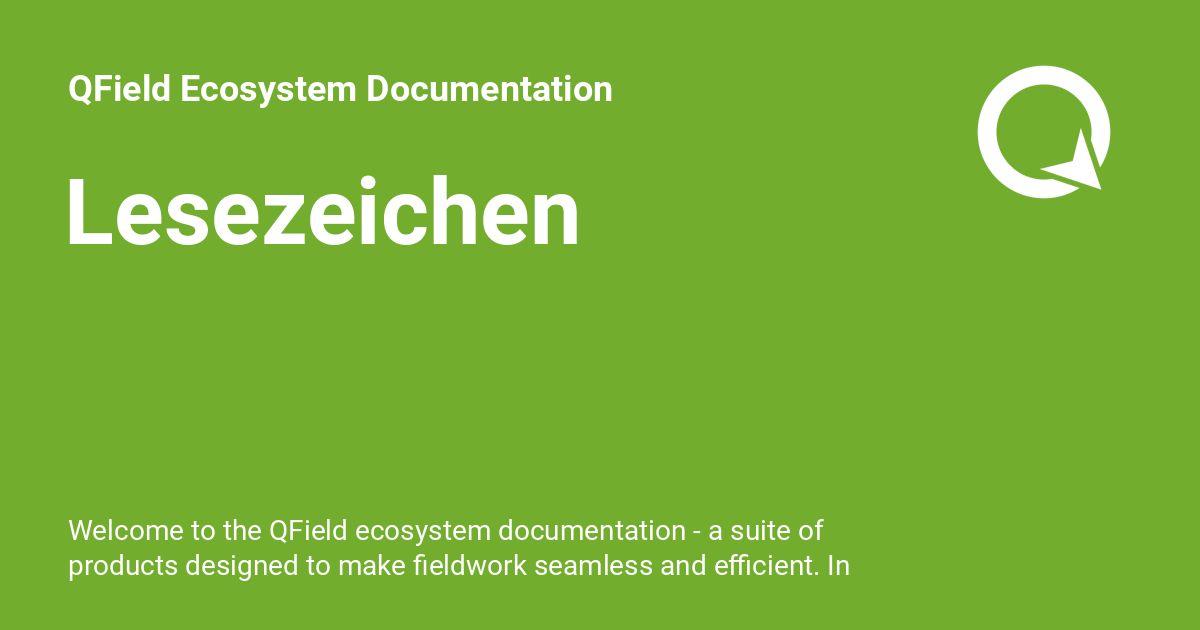 QField Ecosystem Documentation
Lesezeichen
Welcome to the QField ecosystem documentation - a suite of
products designed to make fieldwork seamless and efficient. In